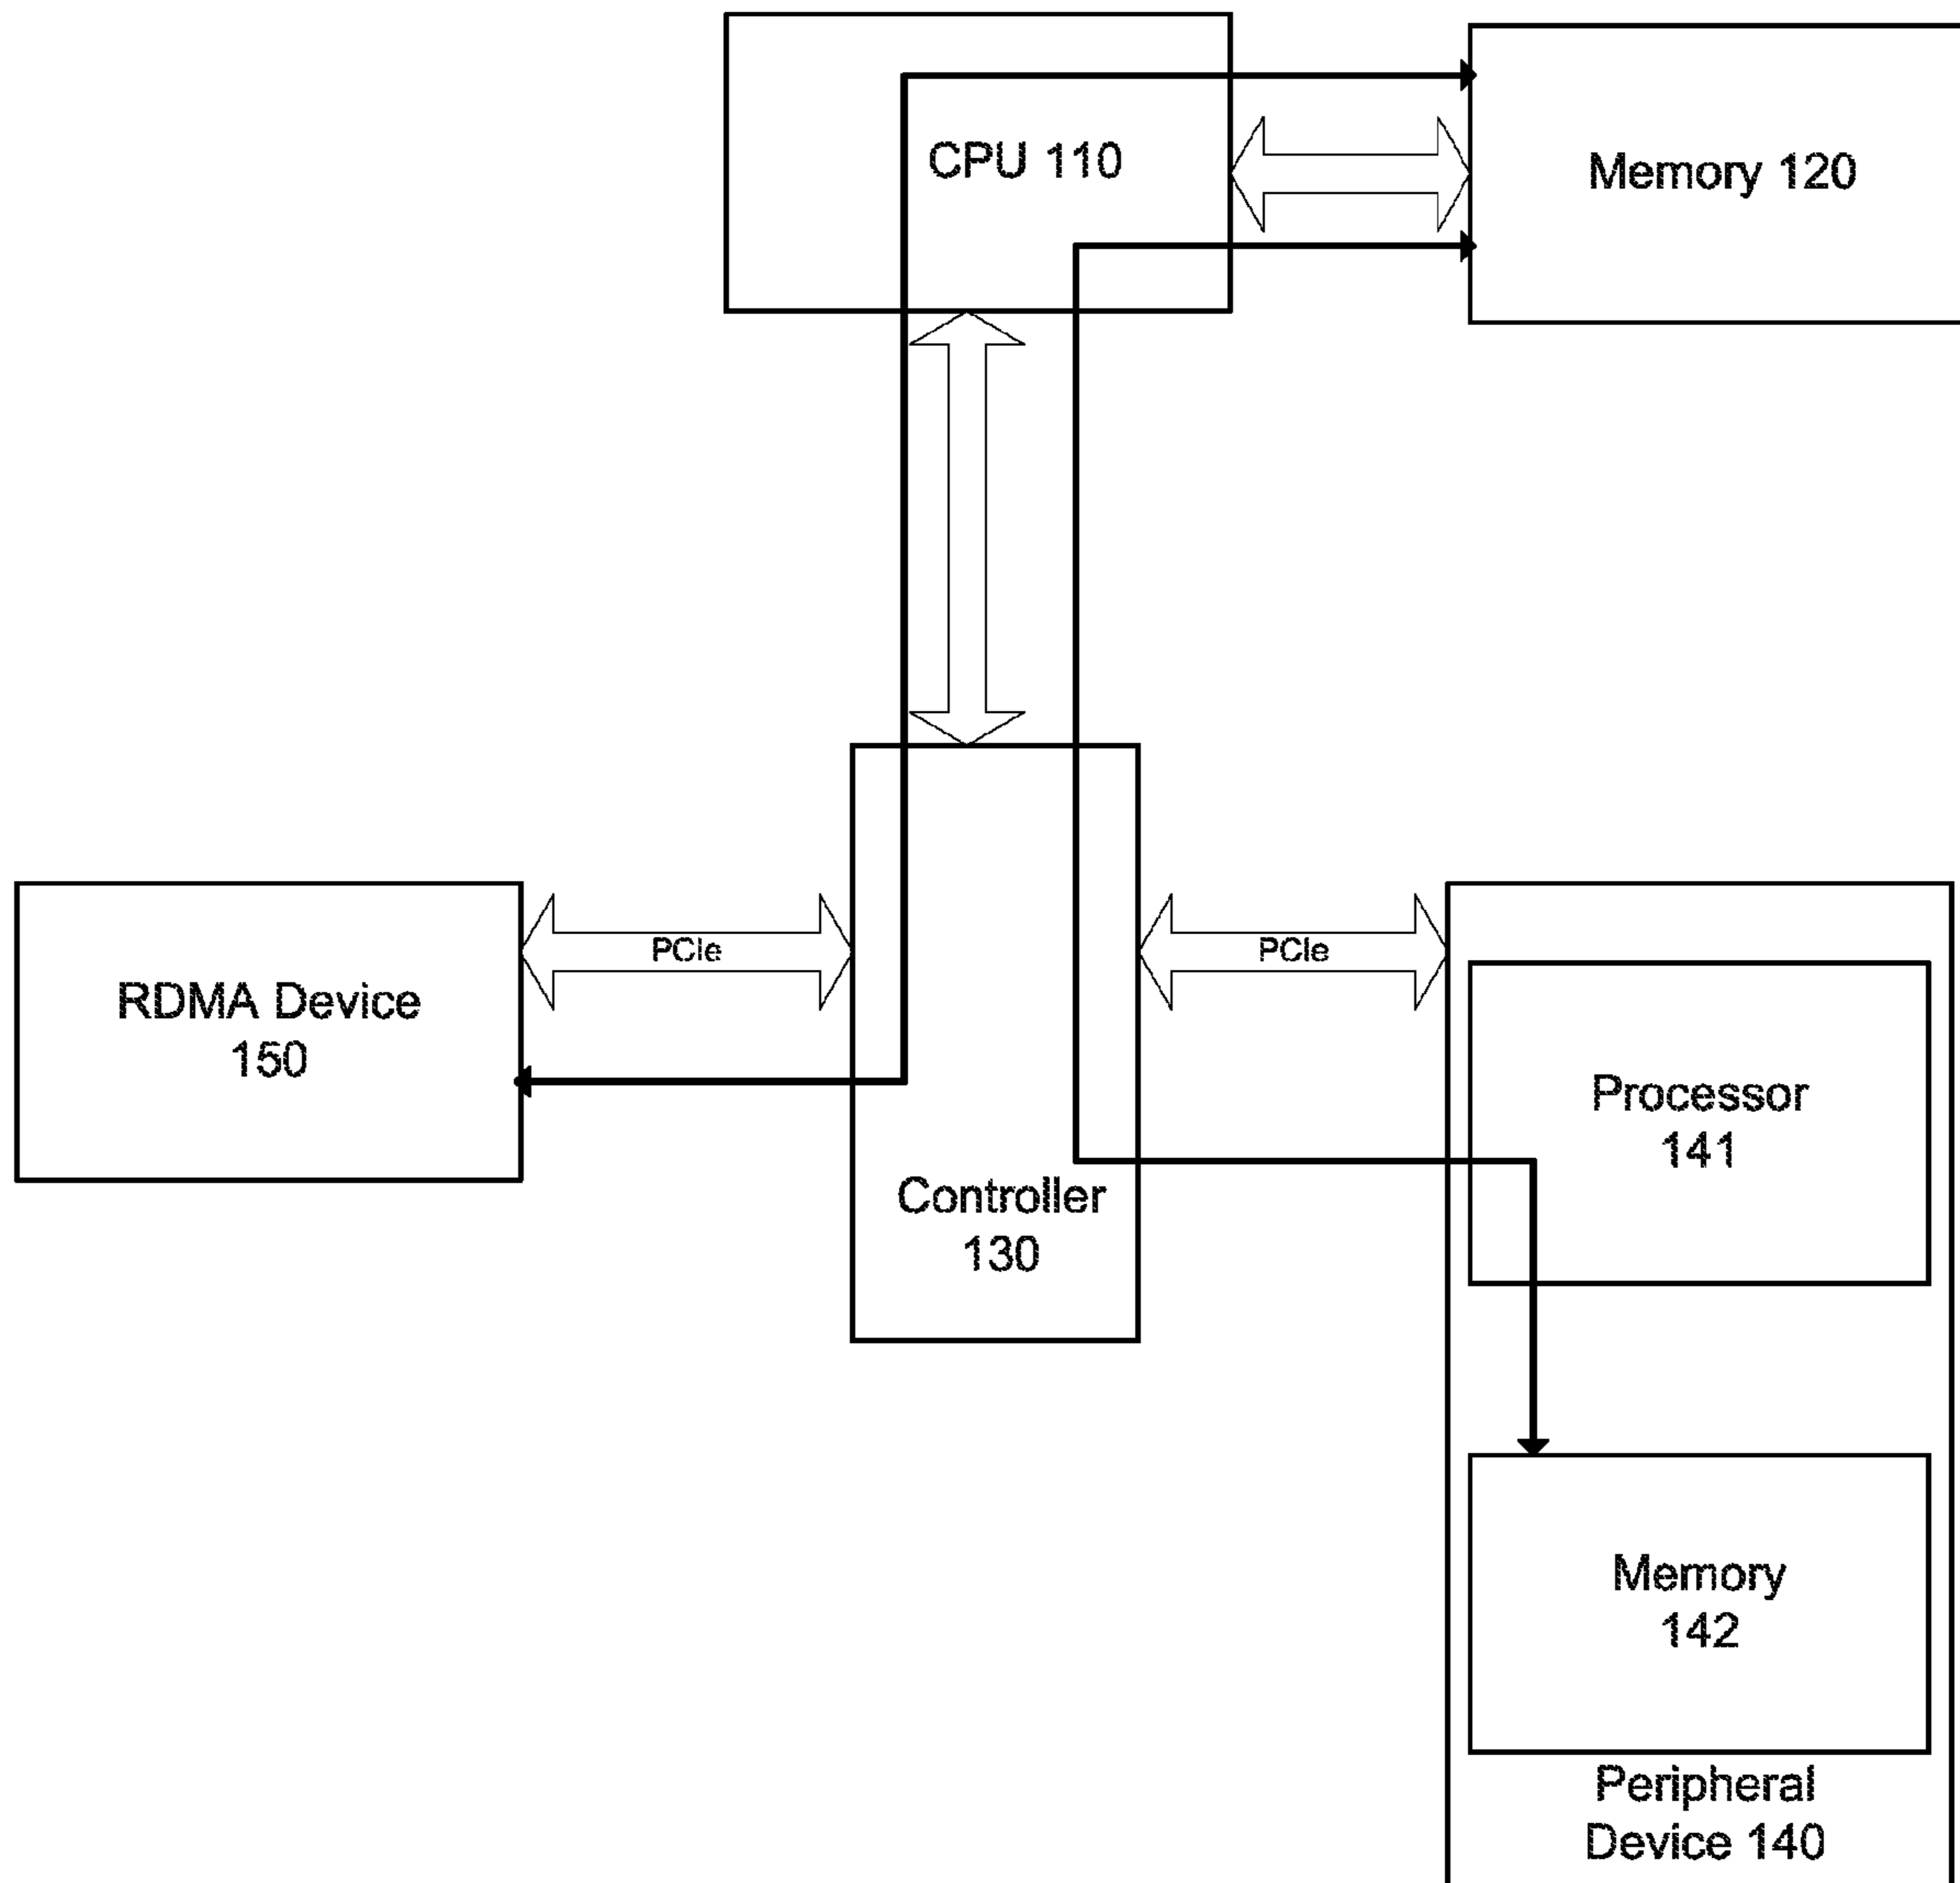 CPU 110
Memory 120
PCIe
PCIe
RDMA Device
150
Processor
141
Controller
130
Memory
142
Peripheral
Device 140